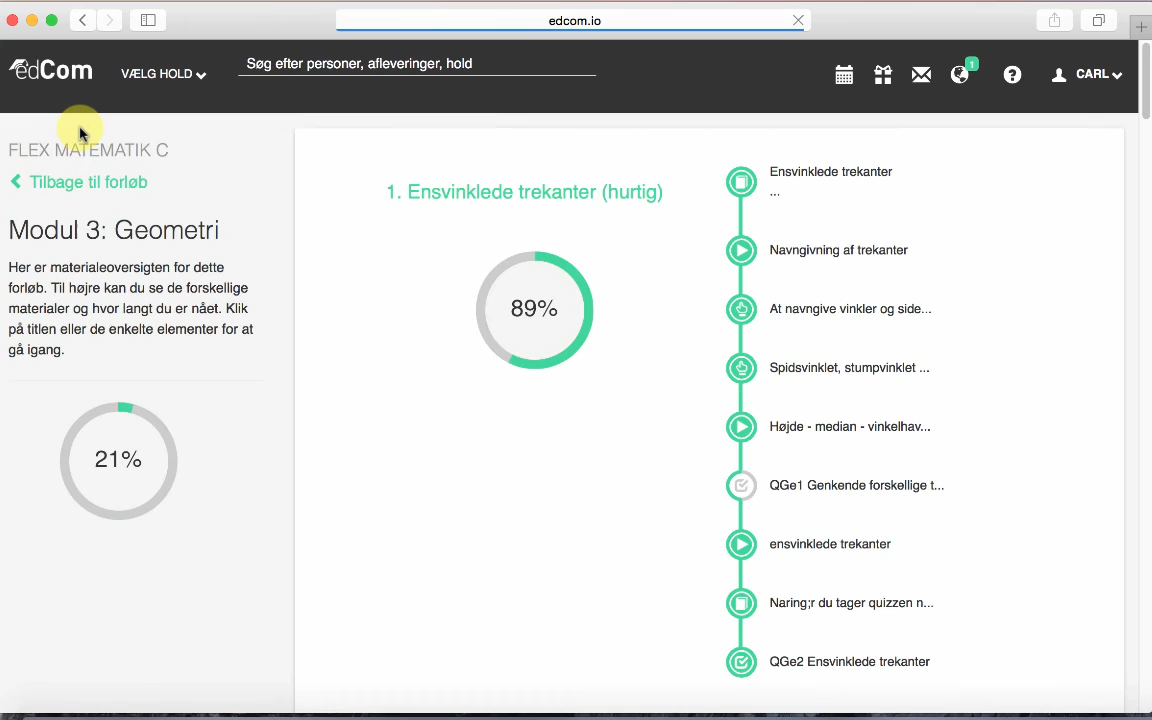 edcom.io
edCom
VÆLG HOLD
Søg efter personer, afleveringer, hold
1
CARL
FLEX MATEMATIK C
Tilbage til forløb
Modul 3: Geometri
Her er materialeoversigten for dette
forløb. Til højre kan du se de forskellige
materialer og hvor langt du er nået. Klik
på titlen eller de enkelte elementer for at
gå igang.
21%
1. Ensvinklede trekanter (hurtig)
89%
Ensvinklede trekanter
...
Navngivning af trekanter
At navngive vinkler og side...
Spidsvinklet, stumpvinklet ...
Højde - median - vinkelhav...
QGe1 Genkende forskellige t...
ensvinklede trekanter
Naring;r du tager quizzen n...
QGe2 Ensvinklede trekanter